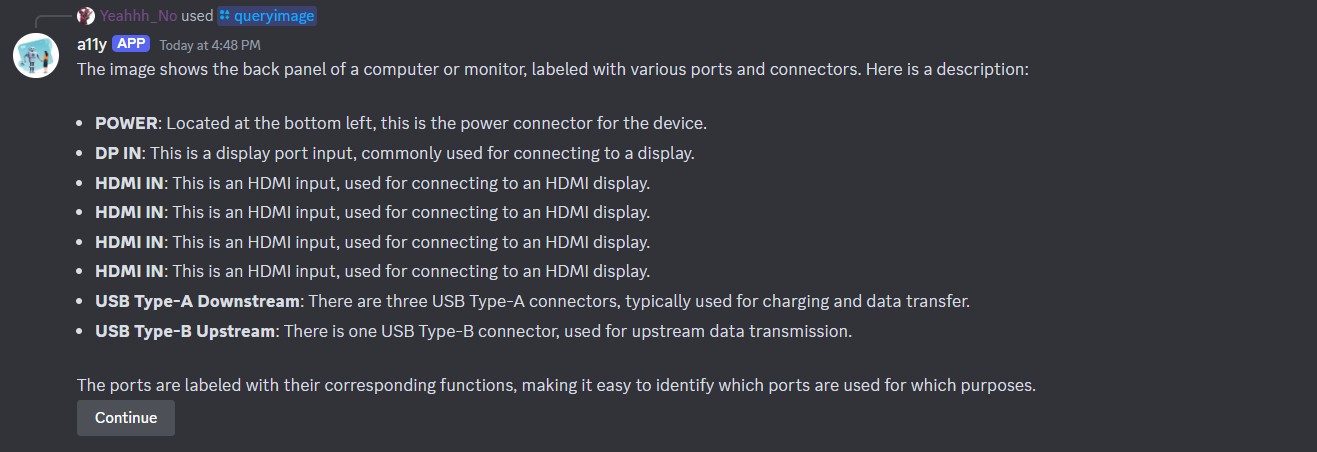 Yeahhh_No used queryimage
a11y APP Today at 4:48 PM
The image shows the back panel of a computer or monitor, labeled with various ports and connectors. Here is a description:
• POWER: Located at the bottom left, this is the power connector for the device.
• DP IN: This is a display port input, commonly used for connecting to a display.
• HDMI IN: This is an HDMI input, used for connecting to an HDMI display.
• HDMI IN: This is an HDMI input, used for connecting to an HDMI display.
• HDMI IN: This is an HDMI input, used for connecting to an HDMI display.
• HDMI IN: This is an HDMI input, used for connecting to an HDMI display.
• USB Type-A Downstream: There are three USB Type-A connectors, typically used for charging and data transfer.
• USB Type-B Upstream: There is one USB Type-B connector, used for upstream data transmission.
The ports are labeled with their corresponding functions, making it easy to identify which ports are used for which purposes.
Continue